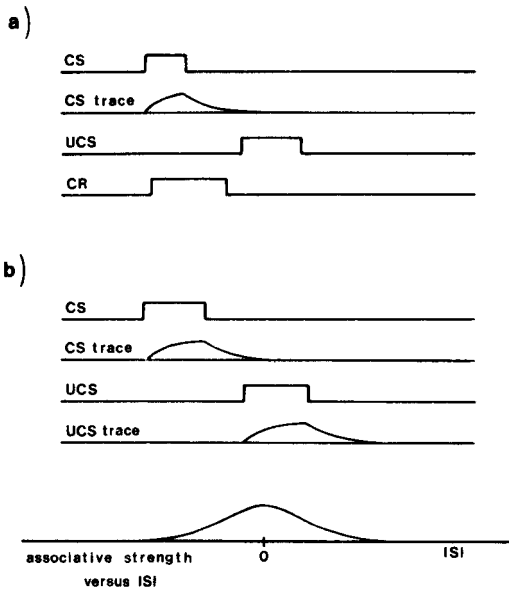 a)
CS
CS trace
UCS
CR
b)
CS
CS trace
UCS
UCS trace
0
ISI
associative strength
versus ISI